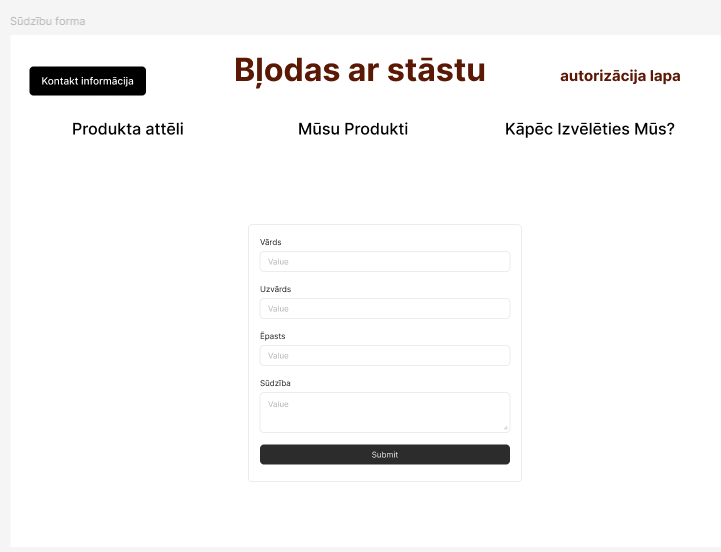 Sūdzību forma
Kontakt informācija
Bļodas ar stāstu
autorizācija lapa
Produkta attēli
Mūsu Produkti
Kāpēc Izvēlēties Mūs?
Vārds
Value
Uzvārds
Value
Ēpasts
Value
Sūdzība
Value
Submit